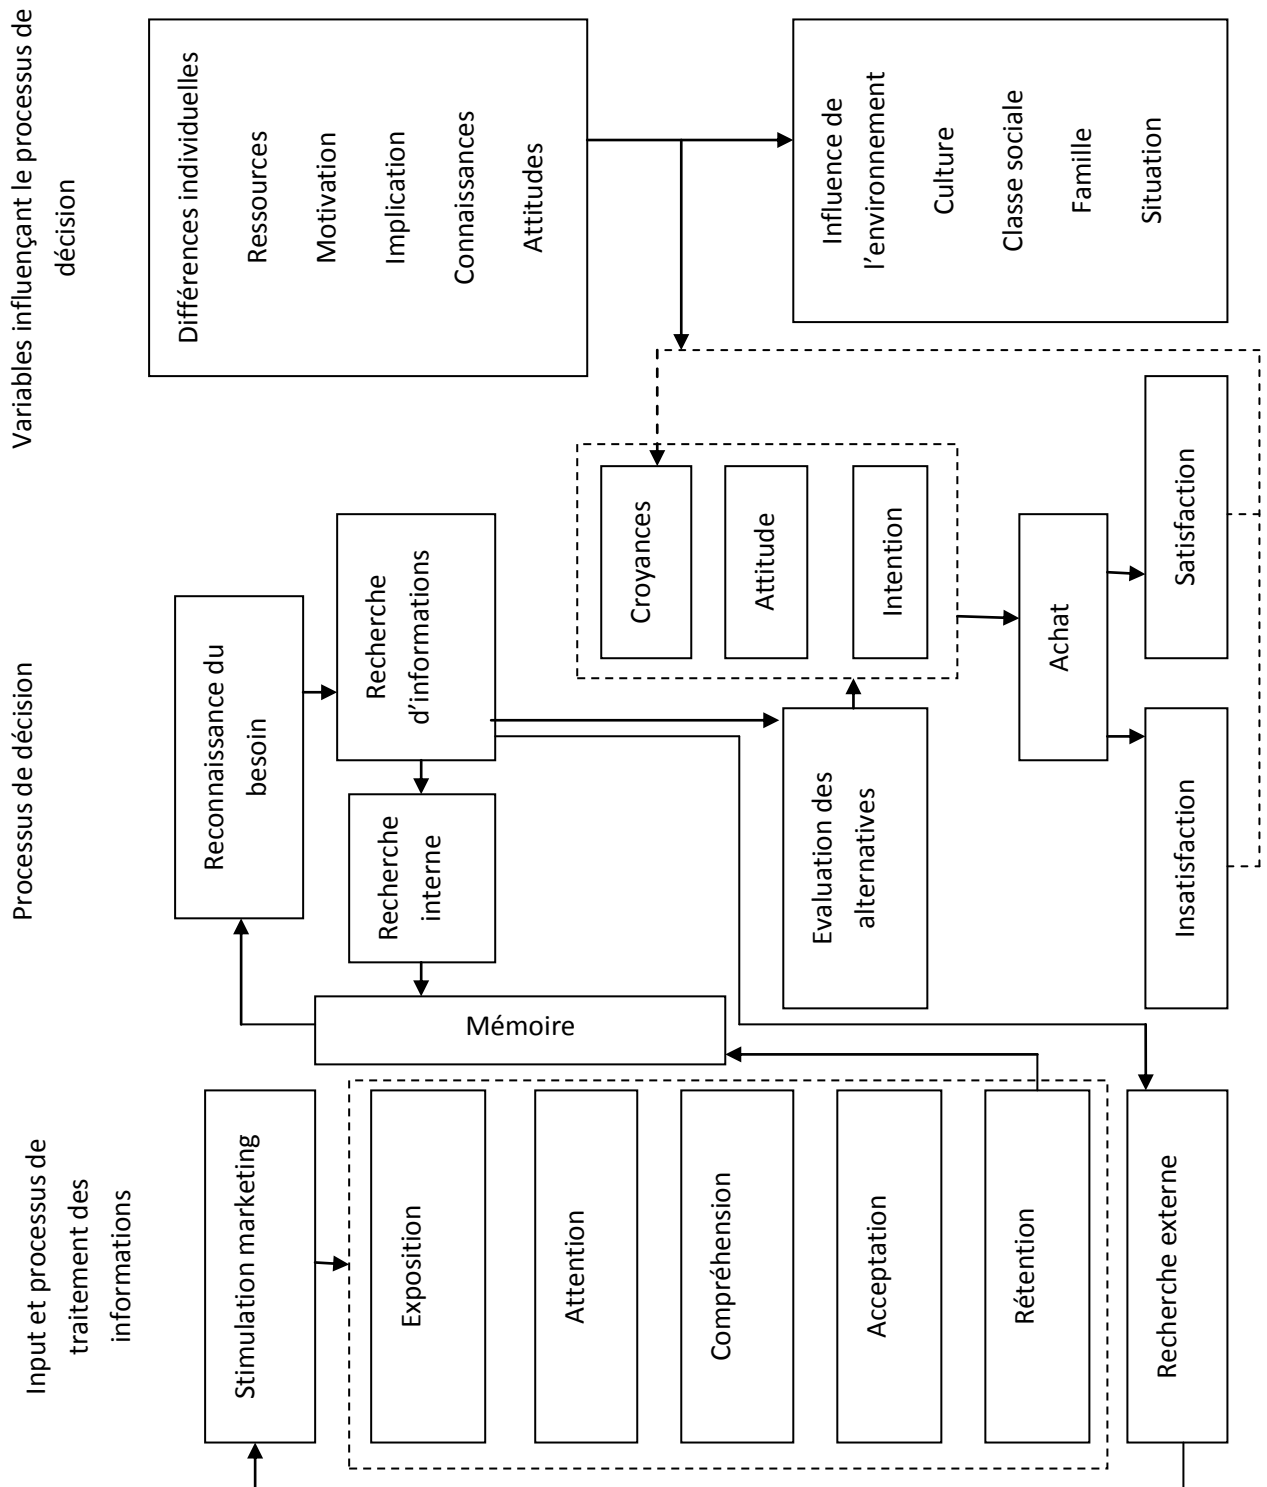 Input et processus de
traitement des
informations
Processus de décision
Variables influençant le processus de
décision
Stimulation marketing
Exposition
Attention
Compréhension
Acceptation
Rétention
Recherche externe
Mémoire
Reconnaissance du
besoin
Recherche
interne
Recherche
d'informations
Evaluation des
alternatives
Croyances
Attitude
Intention
Achat
Insatisfaction
Satisfaction
Différences individuelles
Ressources
Motivation
Implication
Connaissances
Attitudes
Influence de
l'environnement
Culture
Classe sociale
Famille
Situation